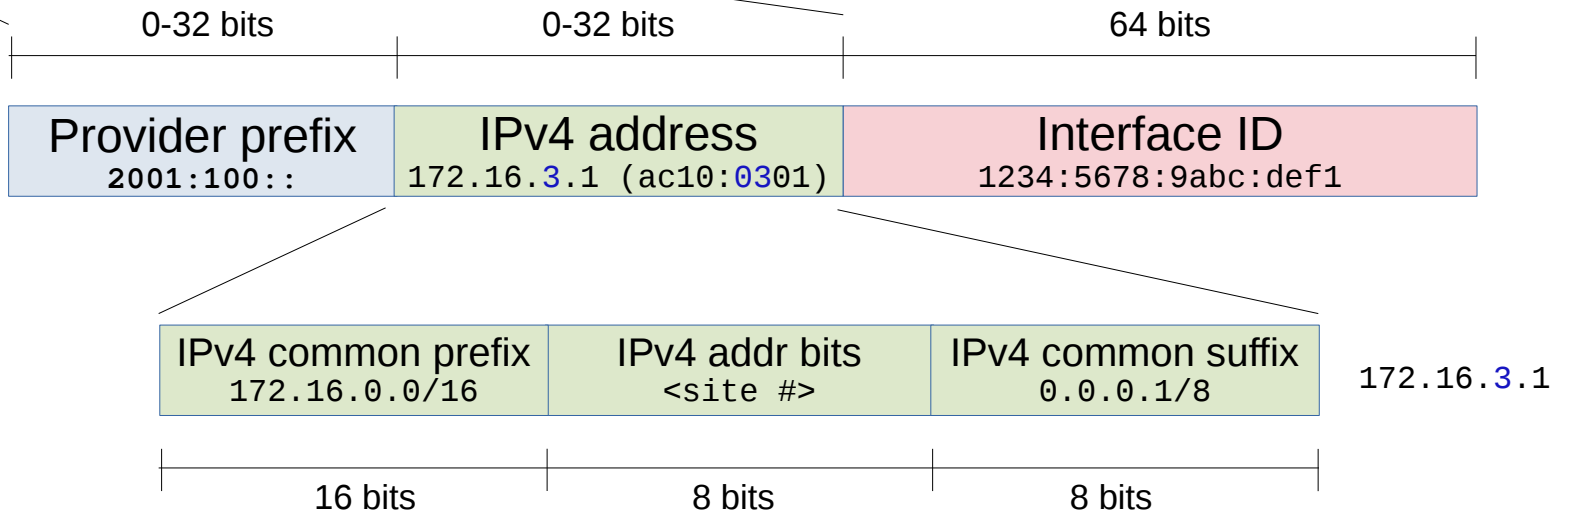 0-32 bits
0-32 bits
64 bits
Provider prefix
2001:100::
IPv4 address
172.16.3.1 (ac10:0301)
Interface ID
1234:5678:9abc:def1
IPv4 common prefix
172.16.0.0/16
IPv4 addr bits
<site #>
IPv4 common suffix
0.0.0.1/8
172.16.3.1
16 bits
8 bits
8 bits